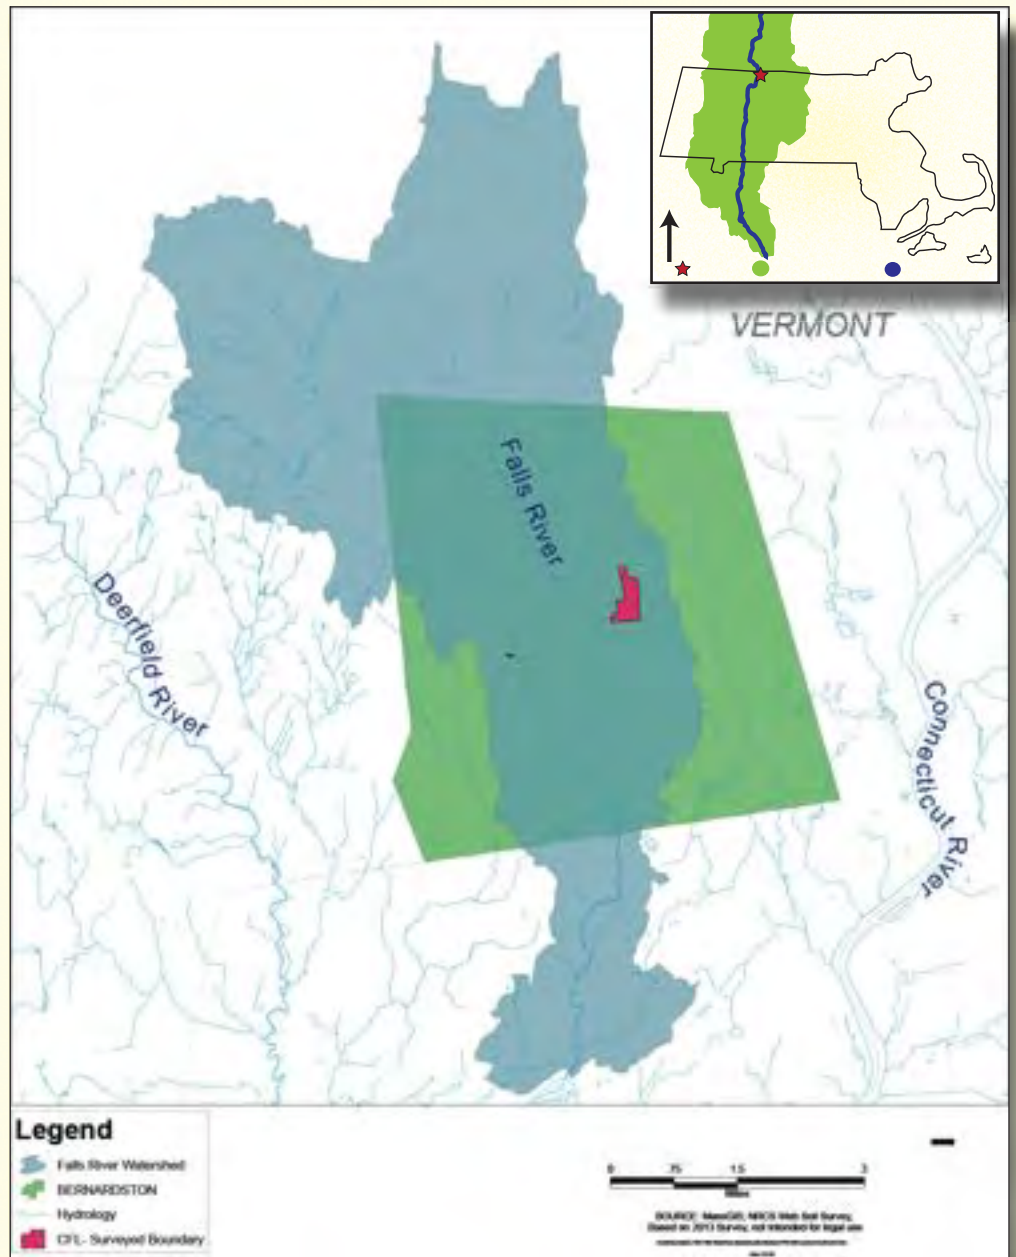 VERMONT
Falls River
Deerfield River
Connecticut River
Legend
Falls River Watershed
BERNARDSTON
Hydrology
CFL- Surveyed Boundary
0 .75 1.5 3
Miles
SOURCE: MassGIS, NRCS Web Soil Survey,
Based on 2013 Survey, not intended for legal use